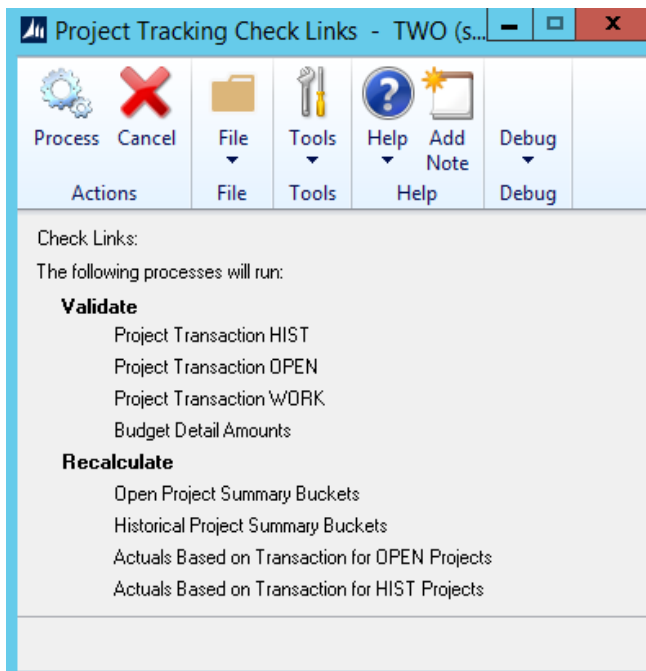 Project Tracking Check Links - TWO (s...
Process Cancel File Tools Help Add Note Debug
Actions File Tools Help Debug
Check Links:
The following processes will run:
Validate
Project Transaction HIST
Project Transaction OPEN
Project Transaction WORK
Budget Detail Amounts
Recalculate
Open Project Summary Buckets
Historical Project Summary Buckets
Actuals Based on Transaction for OPEN Projects
Actuals Based on Transaction for HIST Projects